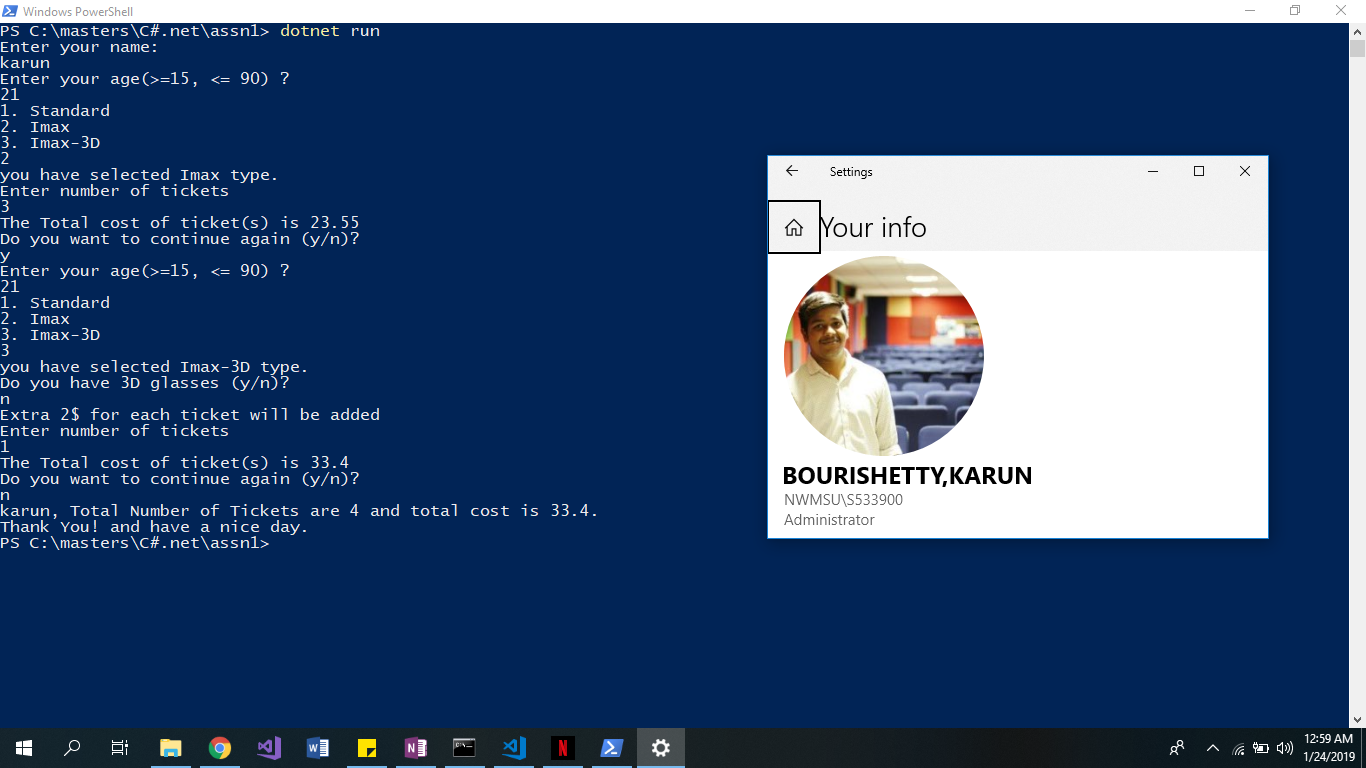 Windows PowerShell
PS C:\masters\C#.net\assn1> dotnet run
Enter your name:
karun
Enter your age(>=15, <= 90) ?
21
1. Standard
2. Imax
3. Imax-3D
2
you have selected Imax type.
Enter number of tickets
3
The Total cost of ticket(s) is 23.55
Do you want to continue again (y/n)?
y
Enter your age(>=15, <= 90) ?
21
1. Standard
2. Imax
3. Imax-3D
3
you have selected Imax-3D type.
Do you have 3D glasses (y/n)?
n
Extra 2$ for each ticket will be added
Enter number of tickets
1
The Total cost of ticket(s) is 33.4
Do you want to continue again (y/n)?
n
karun, Total Number of Tickets are 4 and total cost is 33.4.
Thank You! and have a nice day.
PS C:\masters\C#.net\assn1>
Settings
Your info
BOURISHETTY,KARUN
NWMSU\S533900
Administrator
12:59 AM
1/24/2019